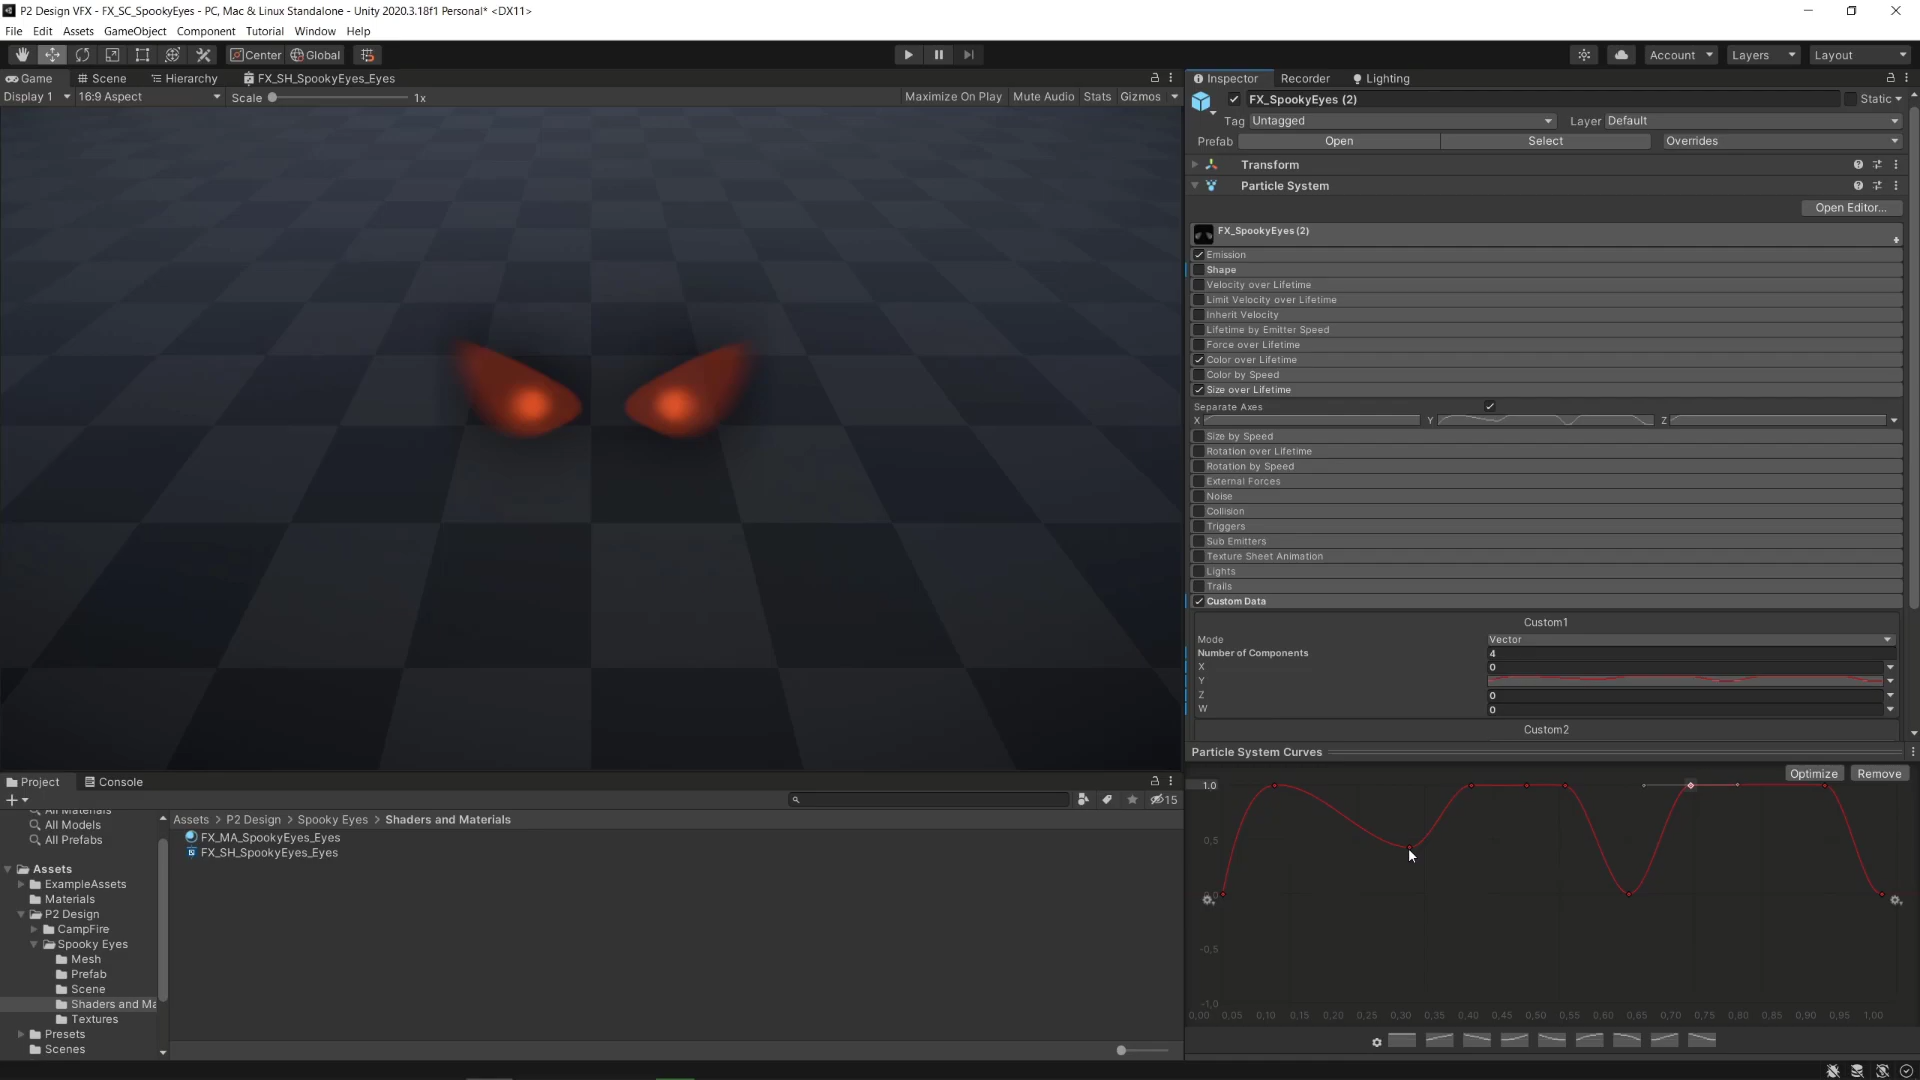 P2 Design VFX - FX_SC_SpookyEyes - PC, Mac & Linux Standalone - Unity 2020.3.18f1 Personal* <DX11>
File Edit Assets GameObject Component Tutorial Window Help
Center Global Account Layers Layout
Game Scene Hierarchy FX_SH_SpookyEyes_Eyes
Display 1 16:9 Aspect Scale 1x Maximize On Play Mute Audio Stats Gizmos
Inspector Recorder Lighting
FX_SpookyEyes (2) Static
Tag Untagged Layer Default
Prefab Open Select Overrides
Transform
Particle System
Open Editor...
FX_SpookyEyes (2)
Emission
Shape
Velocity over Lifetime
Limit Velocity over Lifetime
Inherit Velocity
Lifetime by Emitter Speed
Force over Lifetime
Color over Lifetime
Color by Speed
Size over Lifetime
Separate Axes
X Y Z
Size by Speed
Rotation over Lifetime
Rotation by Speed
External Forces
Noise
Collision
Triggers
Sub Emitters
Texture Sheet Animation
Lights
Trails
Custom Data
Custom1
Mode Vector
Number of Components 4
X 0
Y
Z 0
W 0
Custom2
Particle System Curves
Optimize Remove
1.0
0,5
0,0
-0,5
-1,0
0,00 0,05 0,10 0,15 0,20 0,25 0,30 0,35 0,40 0,45 0,50 0,55 0,60 0,65 0,70 0,75 0,80 0,85 0,90 0,95 1,00
Project Console
15
All Materials
All Models
All Prefabs
Assets
ExampleAssets
Materials
P2 Design
CampFire
Spooky Eyes
Mesh
Prefab
Scene
Shaders and Ma
Textures
Presets
Scenes
Assets > P2 Design > Spooky Eyes > Shaders and Materials
FX_MA_SpookyEyes_Eyes
FX_SH_SpookyEyes_Eyes